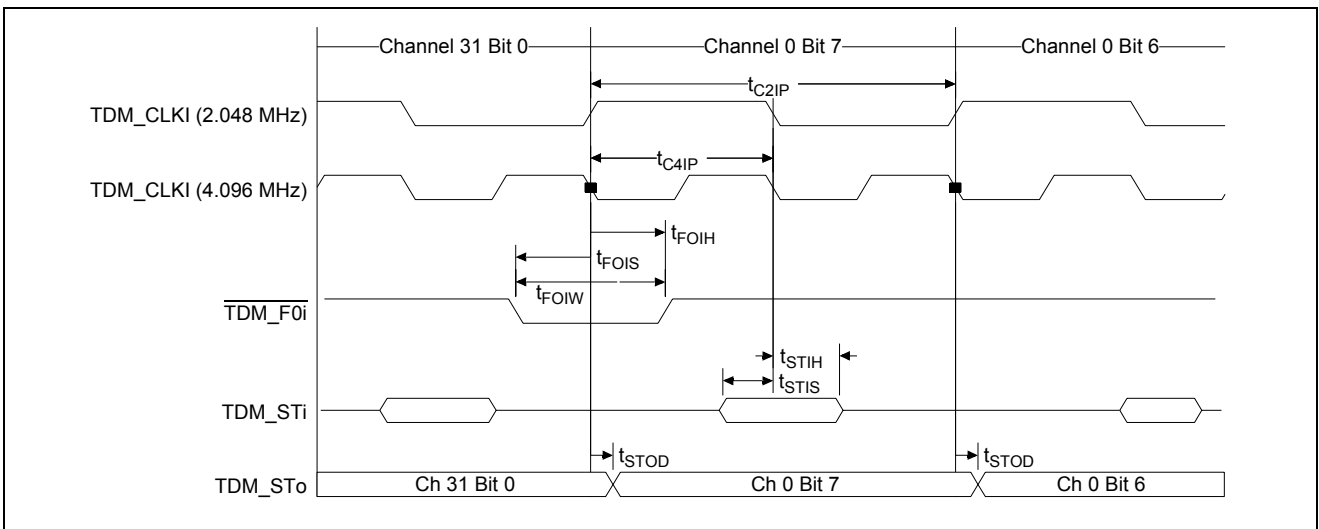 Channel 31 Bit 0 Channel 0 Bit 7 Channel 0 Bit 6
tC2IP
TDM_CLKI (2.048 MHz)
tC4IP
TDM_CLKI (4.096 MHz)
tFOIH
tFOIS
tFOIW
TDM_F0i
tSTIH
tSTIS
TDM_STi
tSTOD tSTOD
TDM_STo Ch 31 Bit 0 Ch 0 Bit 7 Ch 0 Bit 6